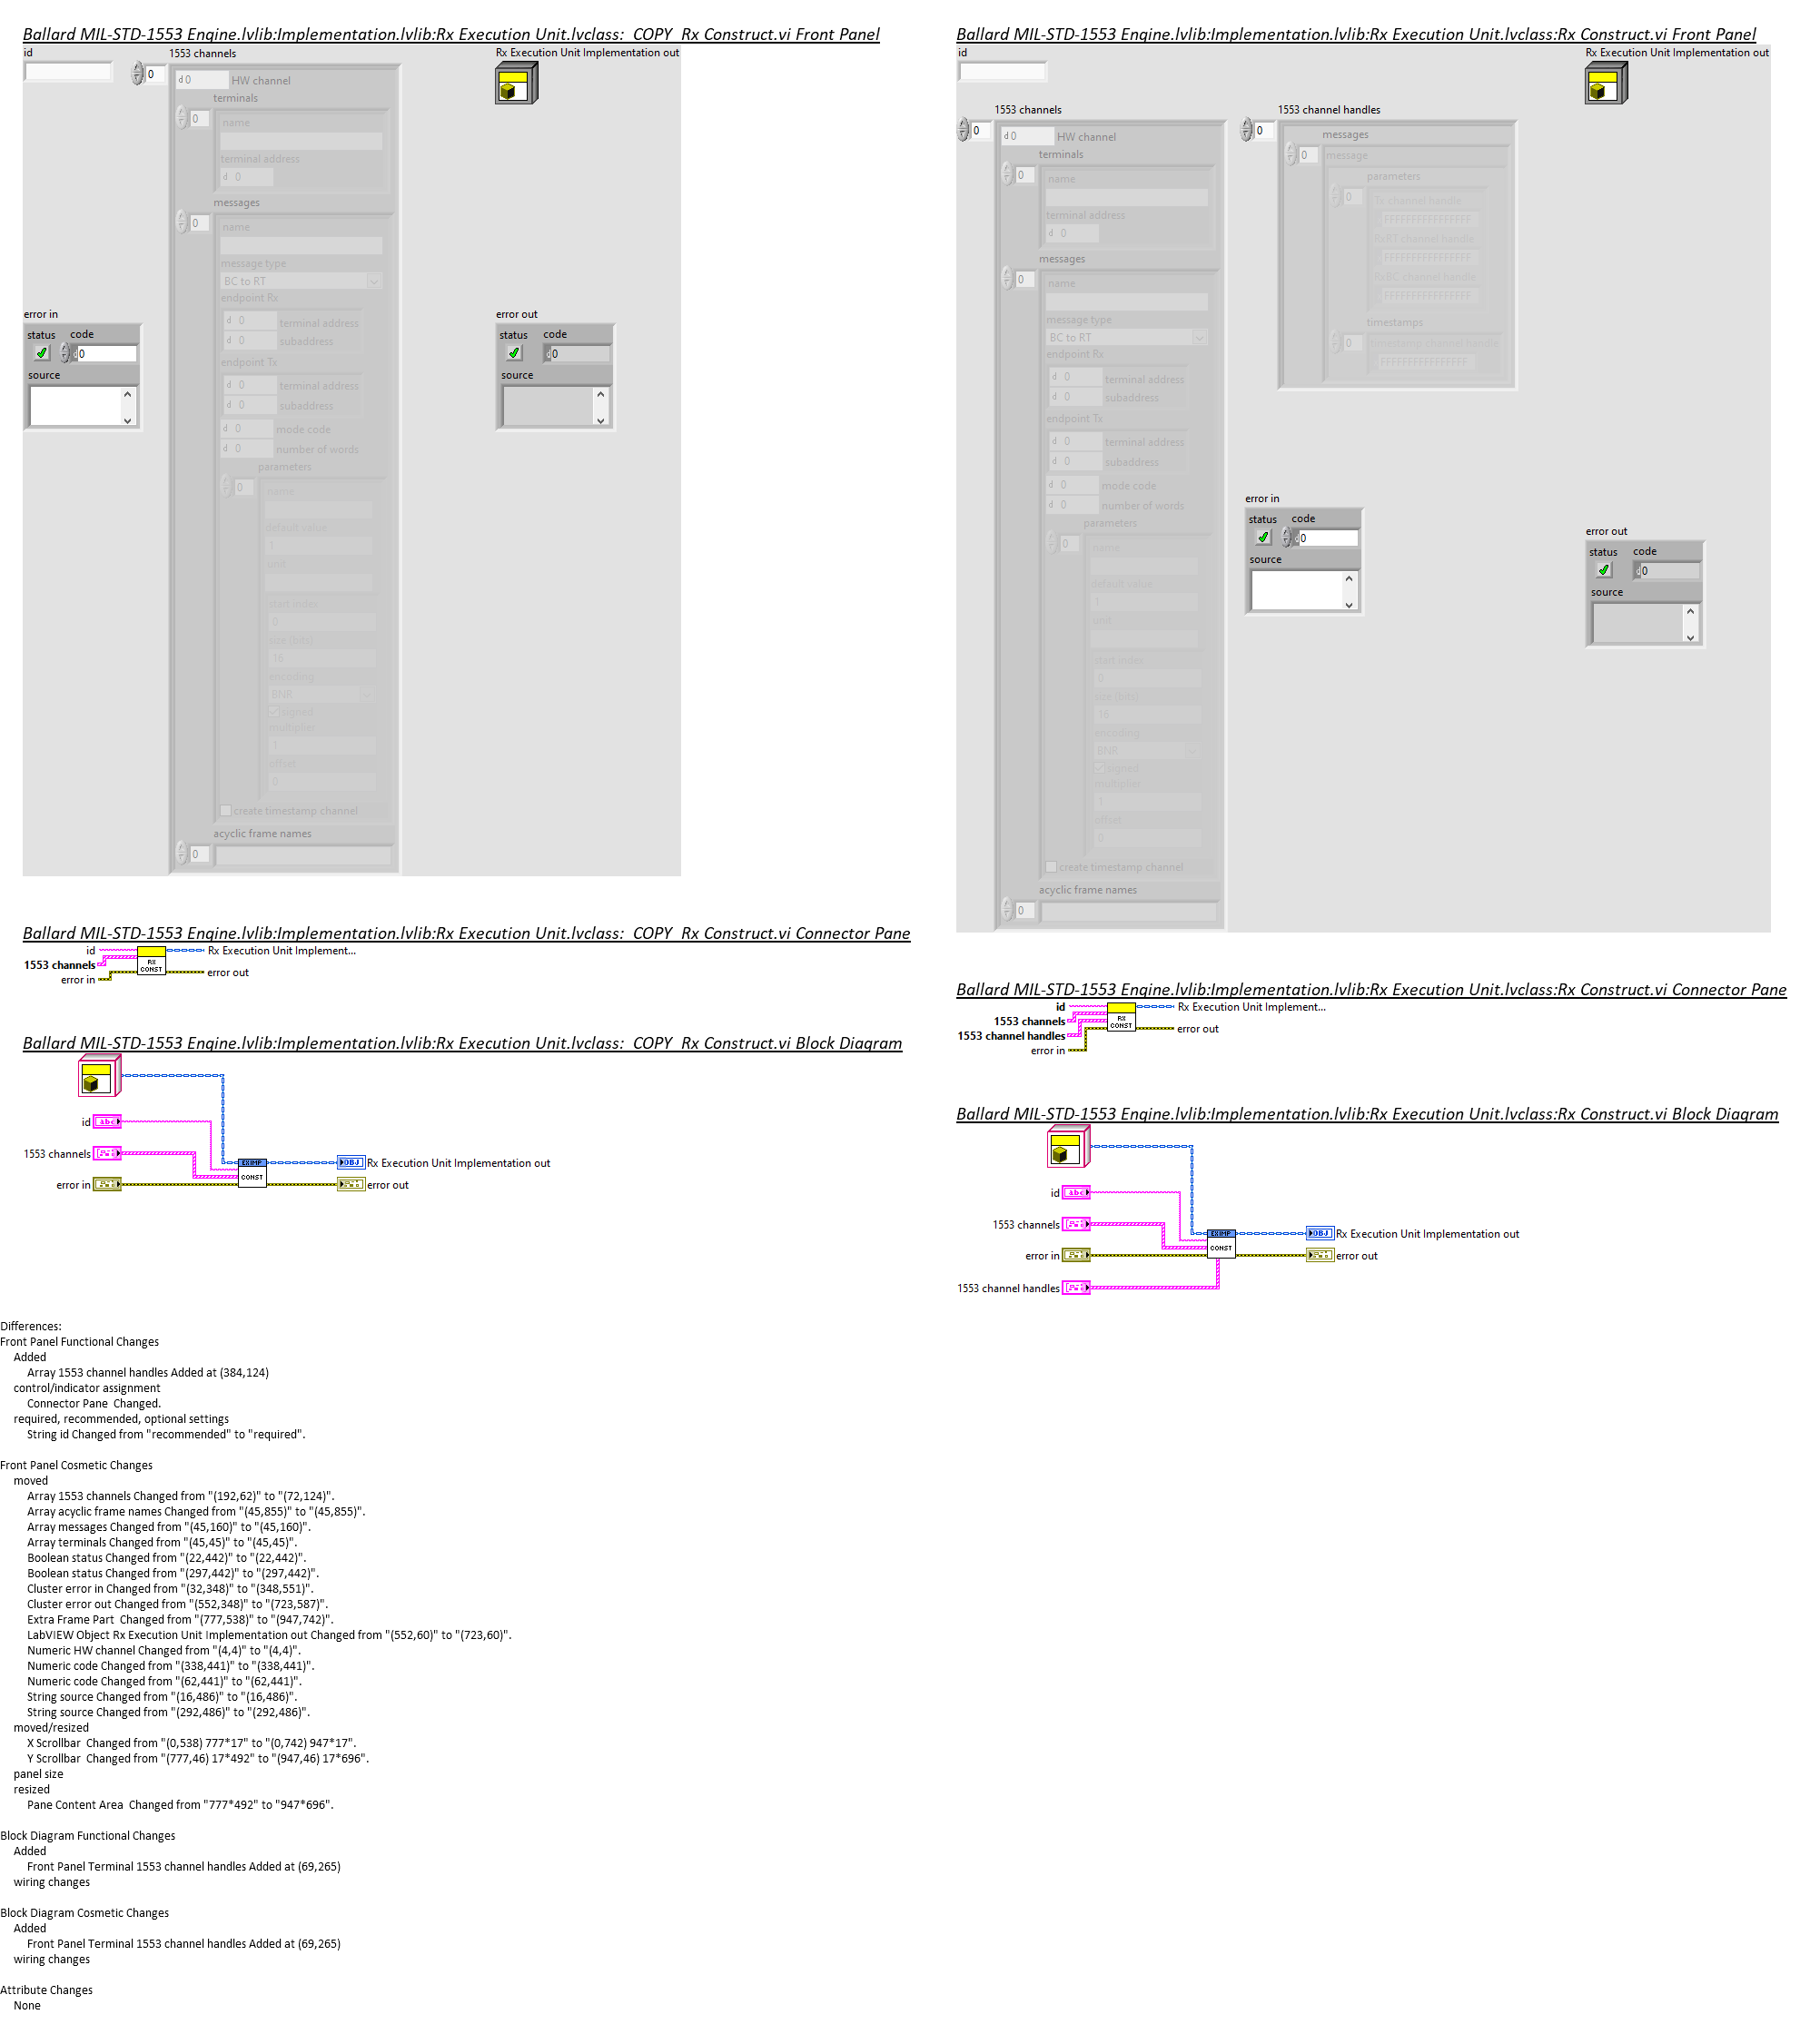 Ballard MIL-STD-1553 Engine.lvlib:Implementation.lvlib:Rx Execution Unit.lvclass:_COPY_Rx Construct.vi Front Panel
id
1553 channels
Rx Execution Unit Implementation out
0
d 0
HW channel
terminals
0
name
terminal address
d 0
messages
0
name
message type
BC to RT
endpoint Rx
d 0 terminal address
d 0 subaddress
endpoint Tx
d 0 terminal address
d 0 subaddress
d 0 mode code
d 0 number of words
parameters
0
name
default value
1
unit
start index
0
size (bits)
16
encoding
BNR
signed
multiplier
1
offset
0
create timestamp channel
acyclic frame names
0
error in
status code
d0
source
error out
status code
d0
source
Ballard MIL-STD-1553 Engine.lvlib:Implementation.lvlib:Rx Execution Unit.lvclass:_COPY_Rx Construct.vi Connector Pane
id
1553 channels
error in
RX
CONST
Rx Execution Unit Implement...
error out
Ballard MIL-STD-1553 Engine.lvlib:Implementation.lvlib:Rx Execution Unit.lvclass:_COPY_Rx Construct.vi Block Diagram
id
abc
1553 channels
error in
EXIMP
CONST
OBJ
Rx Execution Unit Implementation out
error out
Ballard MIL-STD-1553 Engine.lvlib:Implementation.lvlib:Rx Execution Unit.lvclass:Rx Construct.vi Front Panel
id
Rx Execution Unit Implementation out
1553 channels
0
d 0
HW channel
terminals
0
name
terminal address
d 0
messages
0
name
message type
BC to RT
endpoint Rx
d 0 terminal address
d 0 subaddress
endpoint Tx
d 0 terminal address
d 0 subaddress
d 0 mode code
d 0 number of words
parameters
0
name
default value
1
unit
start index
0
size (bits)
16
encoding
BNR
signed
multiplier
1
offset
0
create timestamp channel
acyclic frame names
0
1553 channel handles
0
messages
0
message
parameters
0
Tx channel handle
FFFFFFFFFFFFFFFF
RxRT channel handle
FFFFFFFFFFFFFFFF
RxBC channel handle
FFFFFFFFFFFFFFFF
timestamps
0
timestamp channel handle
FFFFFFFFFFFFFFFF
error in
status code
d0
source
error out
status code
d0
source
Ballard MIL-STD-1553 Engine.lvlib:Implementation.lvlib:Rx Execution Unit.lvclass:Rx Construct.vi Connector Pane
id
1553 channels
1553 channel handles
error in
RX
CONST
Rx Execution Unit Implement...
error out
Ballard MIL-STD-1553 Engine.lvlib:Implementation.lvlib:Rx Execution Unit.lvclass:Rx Construct.vi Block Diagram
id
abc
1553 channels
error in
1553 channel handles
EXIMP
CONST
OBJ
Rx Execution Unit Implementation out
error out
Differences:
Front Panel Functional Changes
Added
Array 1553 channel handles Added at (384,124)
control/indicator assignment
Connector Pane  Changed.
required, recommended, optional settings
String id Changed from "recommended" to "required".
Front Panel Cosmetic Changes
moved
Array 1553 channels Changed from "(192,62)" to "(72,124)".
Array acyclic frame names Changed from "(45,855)" to "(45,855)".
Array messages Changed from "(45,160)" to "(45,160)".
Array terminals Changed from "(45,45)" to "(45,45)".
Boolean status Changed from "(22,442)" to "(22,442)".
Boolean status Changed from "(297,442)" to "(297,442)".
Cluster error in Changed from "(32,348)" to "(348,551)".
Cluster error out Changed from "(552,348)" to "(723,587)".
Extra Frame Part  Changed from "(777,538)" to "(947,742)".
LabVIEW Object Rx Execution Unit Implementation out Changed from "(552,60)" to "(723,60)".
Numeric HW channel Changed from "(4,4)" to "(4,4)".
Numeric code Changed from "(338,441)" to "(338,441)".
Numeric code Changed from "(62,441)" to "(62,441)".
String source Changed from "(16,486)" to "(16,486)".
String source Changed from "(292,486)" to "(292,486)".
moved/resized
X Scrollbar  Changed from "(0,538) 777*17" to "(0,742) 947*17".
Y Scrollbar  Changed from "(777,46) 17*492" to "(947,46) 17*696".
panel size
resized
Pane Content Area  Changed from "777*492" to "947*696".
Block Diagram Functional Changes
Added
Front Panel Terminal 1553 channel handles Added at (69,265)
wiring changes
Block Diagram Cosmetic Changes
Added
Front Panel Terminal 1553 channel handles Added at (69,265)
wiring changes
Attribute Changes
None